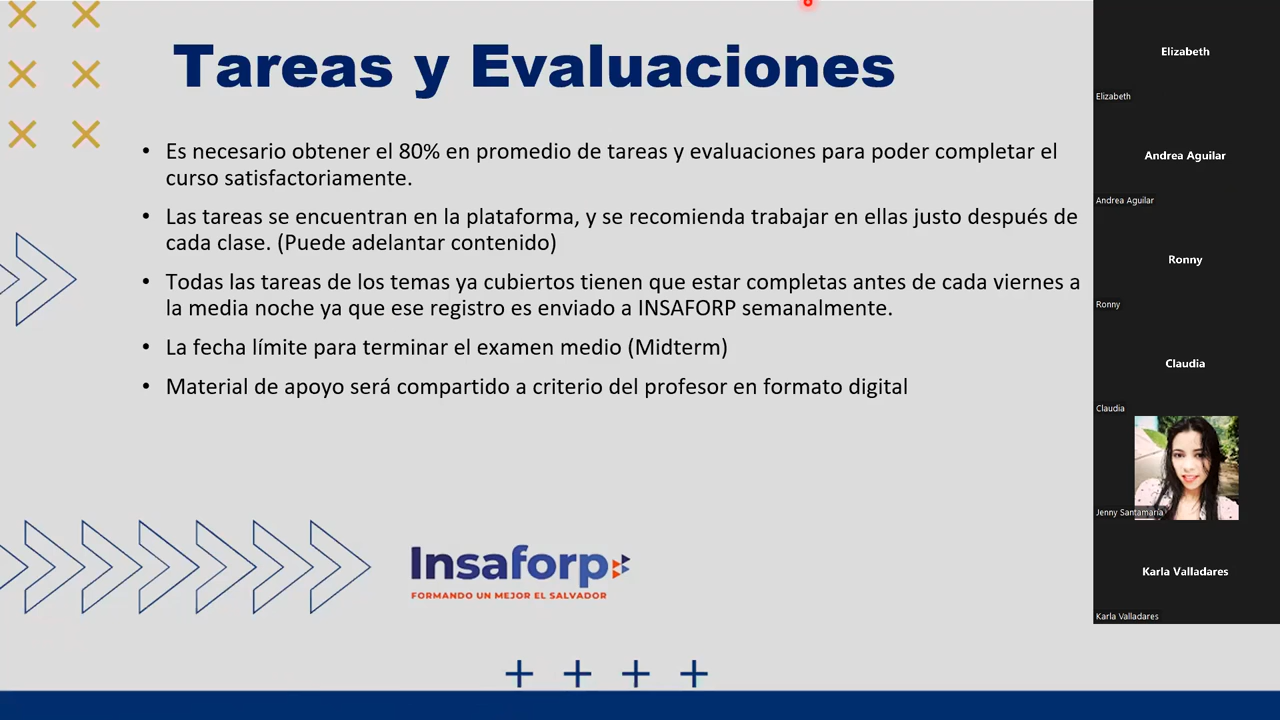 Tareas y Evaluaciones
• Es necesario obtener el 80% en promedio de tareas y evaluaciones para poder completar el
curso satisfactoriamente.
• Las tareas se encuentran en la plataforma, y se recomienda trabajar en ellas justo después de
cada clase. (Puede adelantar contenido)
• Todas las tareas de los temas ya cubiertos tienen que estar completas antes de cada viernes a
la media noche ya que ese registro es enviado a INSAFORP semanalmente.
• La fecha límite para terminar el examen medio (Midterm)
• Material de apoyo será compartido a criterio del profesor en formato digital
Insaforp
FORMANDO UN MEJOR EL SALVADOR
Elizabeth
Elizabeth
Andrea Aguilar
Andrea Aguilar
Ronny
Ronny
Claudia
Claudia
Jenny Santamaria
Karla Valladares
Karla Valladares